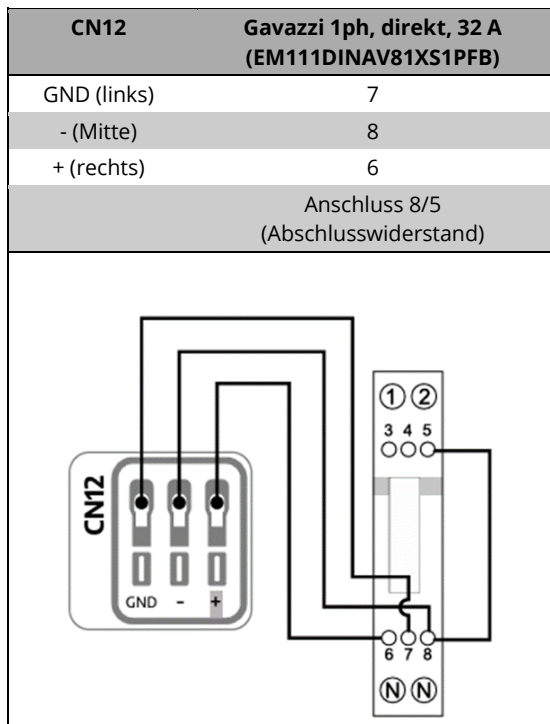 CN12 Gavazzi 1ph, direkt, 32 A
(EM111DINAV81XS1PFB)
GND (links) 7
- (Mitte) 8
+ (rechts) 6
Anschluss 8/5
(Abschlusswiderstand)
1 2
3 4 5
CN12
GND - +
6 7 8
N N